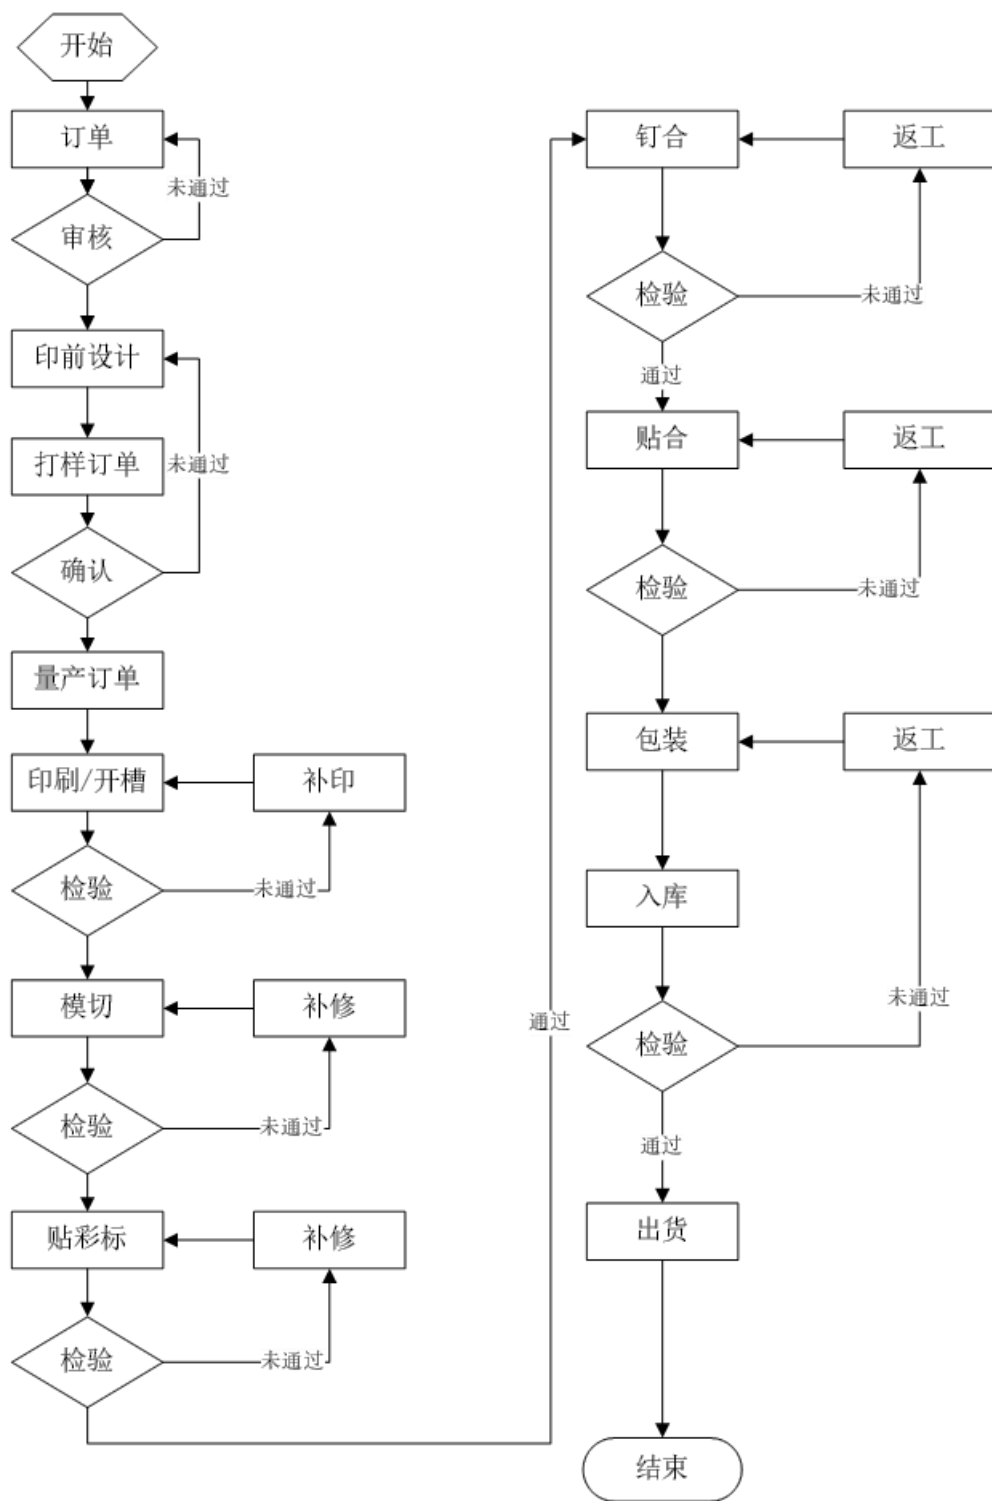 开始
订单
未通过
审核
印前设计
打样订单
未通过
确认
量产订单
印刷/开槽
补印
检验
未通过
模切
补修
检验
未通过
贴彩标
补修
检验
未通过
通过
钉合
返工
检验
未通过
通过
贴合
返工
检验
未通过
包装
返工
入库
未通过
检验
通过
出货
结束